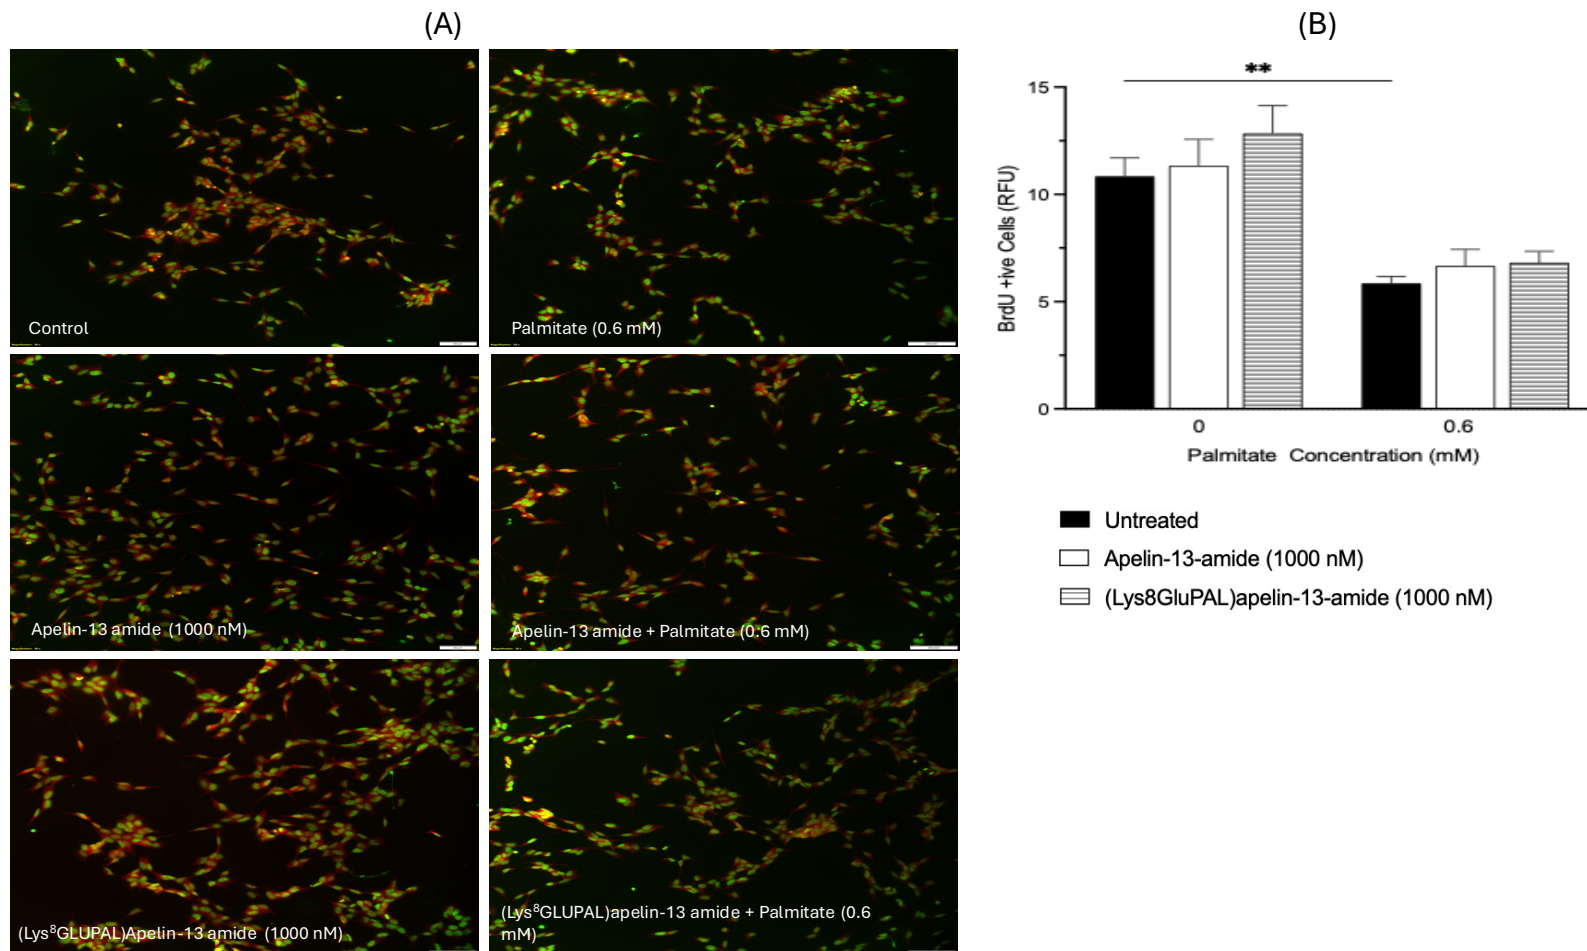 (A)
Control
Palmitate (0.6 mM)
Apelin-13 amide (1000 nM)
Apelin-13 amide + Palmitate (0.6 mM)
(Lys⁸GLUPAL)Apelin-13 amide (1000 nM)
(Lys⁸GLUPAL)apelin-13 amide + Palmitate (0.6
mM)
(B)
**
15
10
5
0
BrdU +ive Cells (RFU)
0 0.6
Palmitate Concentration (mM)
Untreated
Apelin-13-amide (1000 nM)
(Lys8GluPAL)apelin-13-amide (1000 nM)